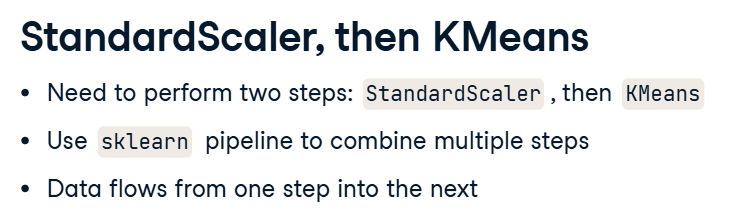 StandardScaler, then KMeans
• Need to perform two steps: StandardScaler , then KMeans
• Use sklearn pipeline to combine multiple steps
• Data flows from one step into the next